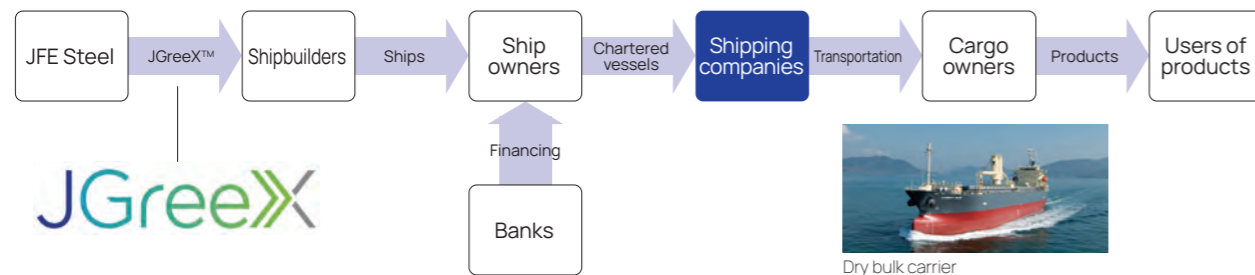 JFE Steel
JGreeX™
Shipbuilders
Ships
Ship
owners
Chartered
vessels
Shipping
companies
Transportation
Cargo
owners
Products
Users of
products
Financing
JGreeX
Banks
Dry bulk carrier